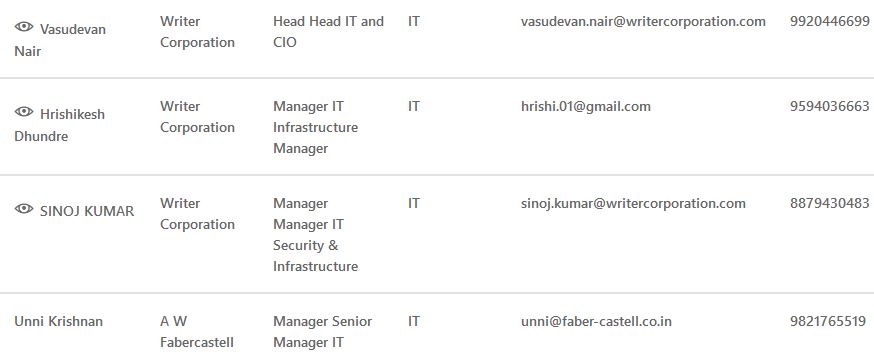 Vasudevan Nair Writer Corporation Head Head IT and CIO IT vasudevan.nair@writercorporation.com 9920446699
Hrishikesh Dhundre Writer Corporation Manager IT Infrastructure Manager IT hrishi.01@gmail.com 9594036663
SINOJ KUMAR Writer Corporation Manager Manager IT Security & Infrastructure IT sinoj.kumar@writercorporation.com 8879430483
Unni Krishnan A W Fabercastell Manager Senior Manager IT IT unni@faber-castell.co.in 9821765519